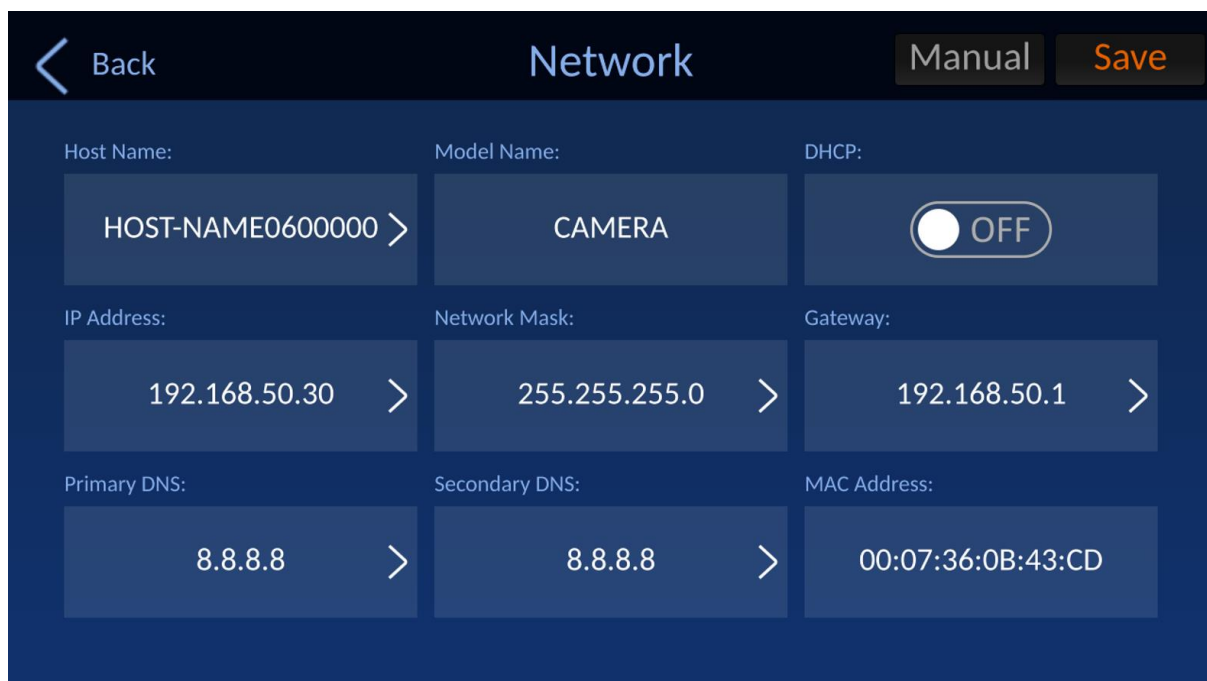 Back
Network
Manual
Save
Host Name:
Model Name:
DHCP:
HOST-NAME0600000
CAMERA
OFF
IP Address:
Network Mask:
Gateway:
192.168.50.30
255.255.255.0
192.168.50.1
Primary DNS:
Secondary DNS:
MAC Address:
8.8.8.8
8.8.8.8
00:07:36:0B:43:CD